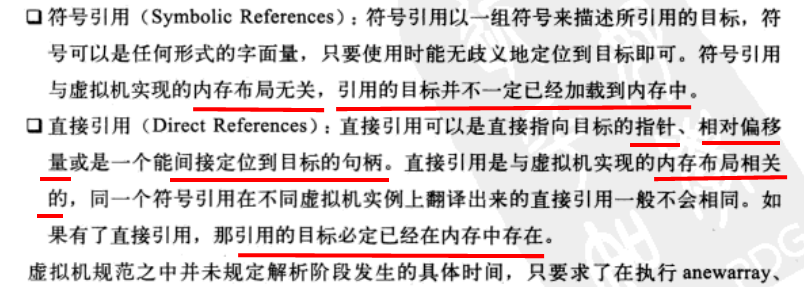 ❑ 符号引用（Symbolic References）：符号引用以一组符号来描述所引用的目标，符
号可以是任何形式的字面量，只要使用时能无歧义地定位到目标即可。符号引用
与虚拟机实现的内存布局无关，引用的目标并不一定已经加载到内存中。
❑ 直接引用（Direct References）：直接引用可以是直接指向目标的指针、相对偏移
量或是一个能间接定位到目标的句柄。直接引用是与虚拟机实现的内存布局相关
的，同一个符号引用在不同虚拟机实例上翻译出来的直接引用一般不会相同。如
果有了直接引用，那引用的目标必定已经在内存中存在。
虚拟机规范之中并未规定解析阶段发生的具体时间，只要求了在执行 anewarray、